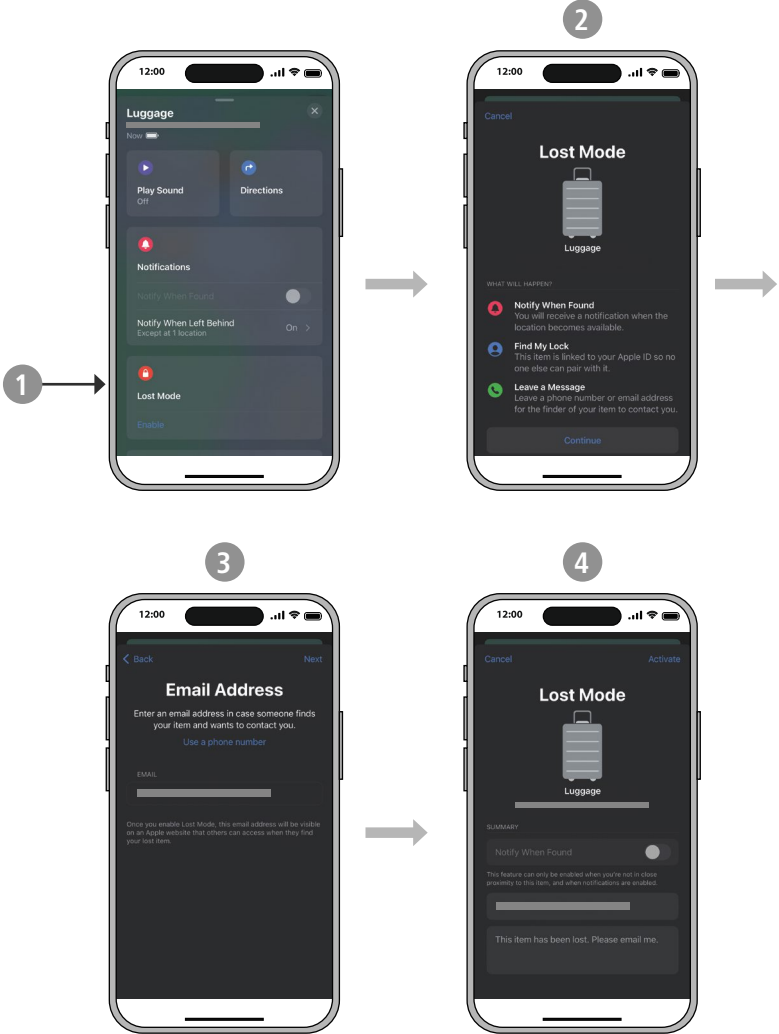 2
12:00
Luggage
Now
Play Sound
Off
Directions
Notifications
Notify When Found
Notify When Left Behind
Except at 1 location
On
1
Lost Mode
Enable
12:00
Cancel
Lost Mode
Luggage
WHAT WILL HAPPEN?
Notify When Found
You will receive a notification when the
location becomes available.
Find My Lock
This item is linked to your Apple ID so no
one else can pair with it.
Leave a Message
Leave a phone number or email address
for the finder of your item to contact you.
Continue
3
12:00
Back
Next
Email Address
Enter an email address in case someone finds
your item and wants to contact you.
Use a phone number
EMAIL
Once you enable Lost Mode, this email address will be visible
on an Apple website that others can access when they find
your lost item.
4
12:00
Cancel
Activate
Lost Mode
Luggage
SUMMARY
Notify When Found
This feature can only be enabled when you're not in close
proximity to this item, and when notifications are enabled.
This item has been lost. Please email me.